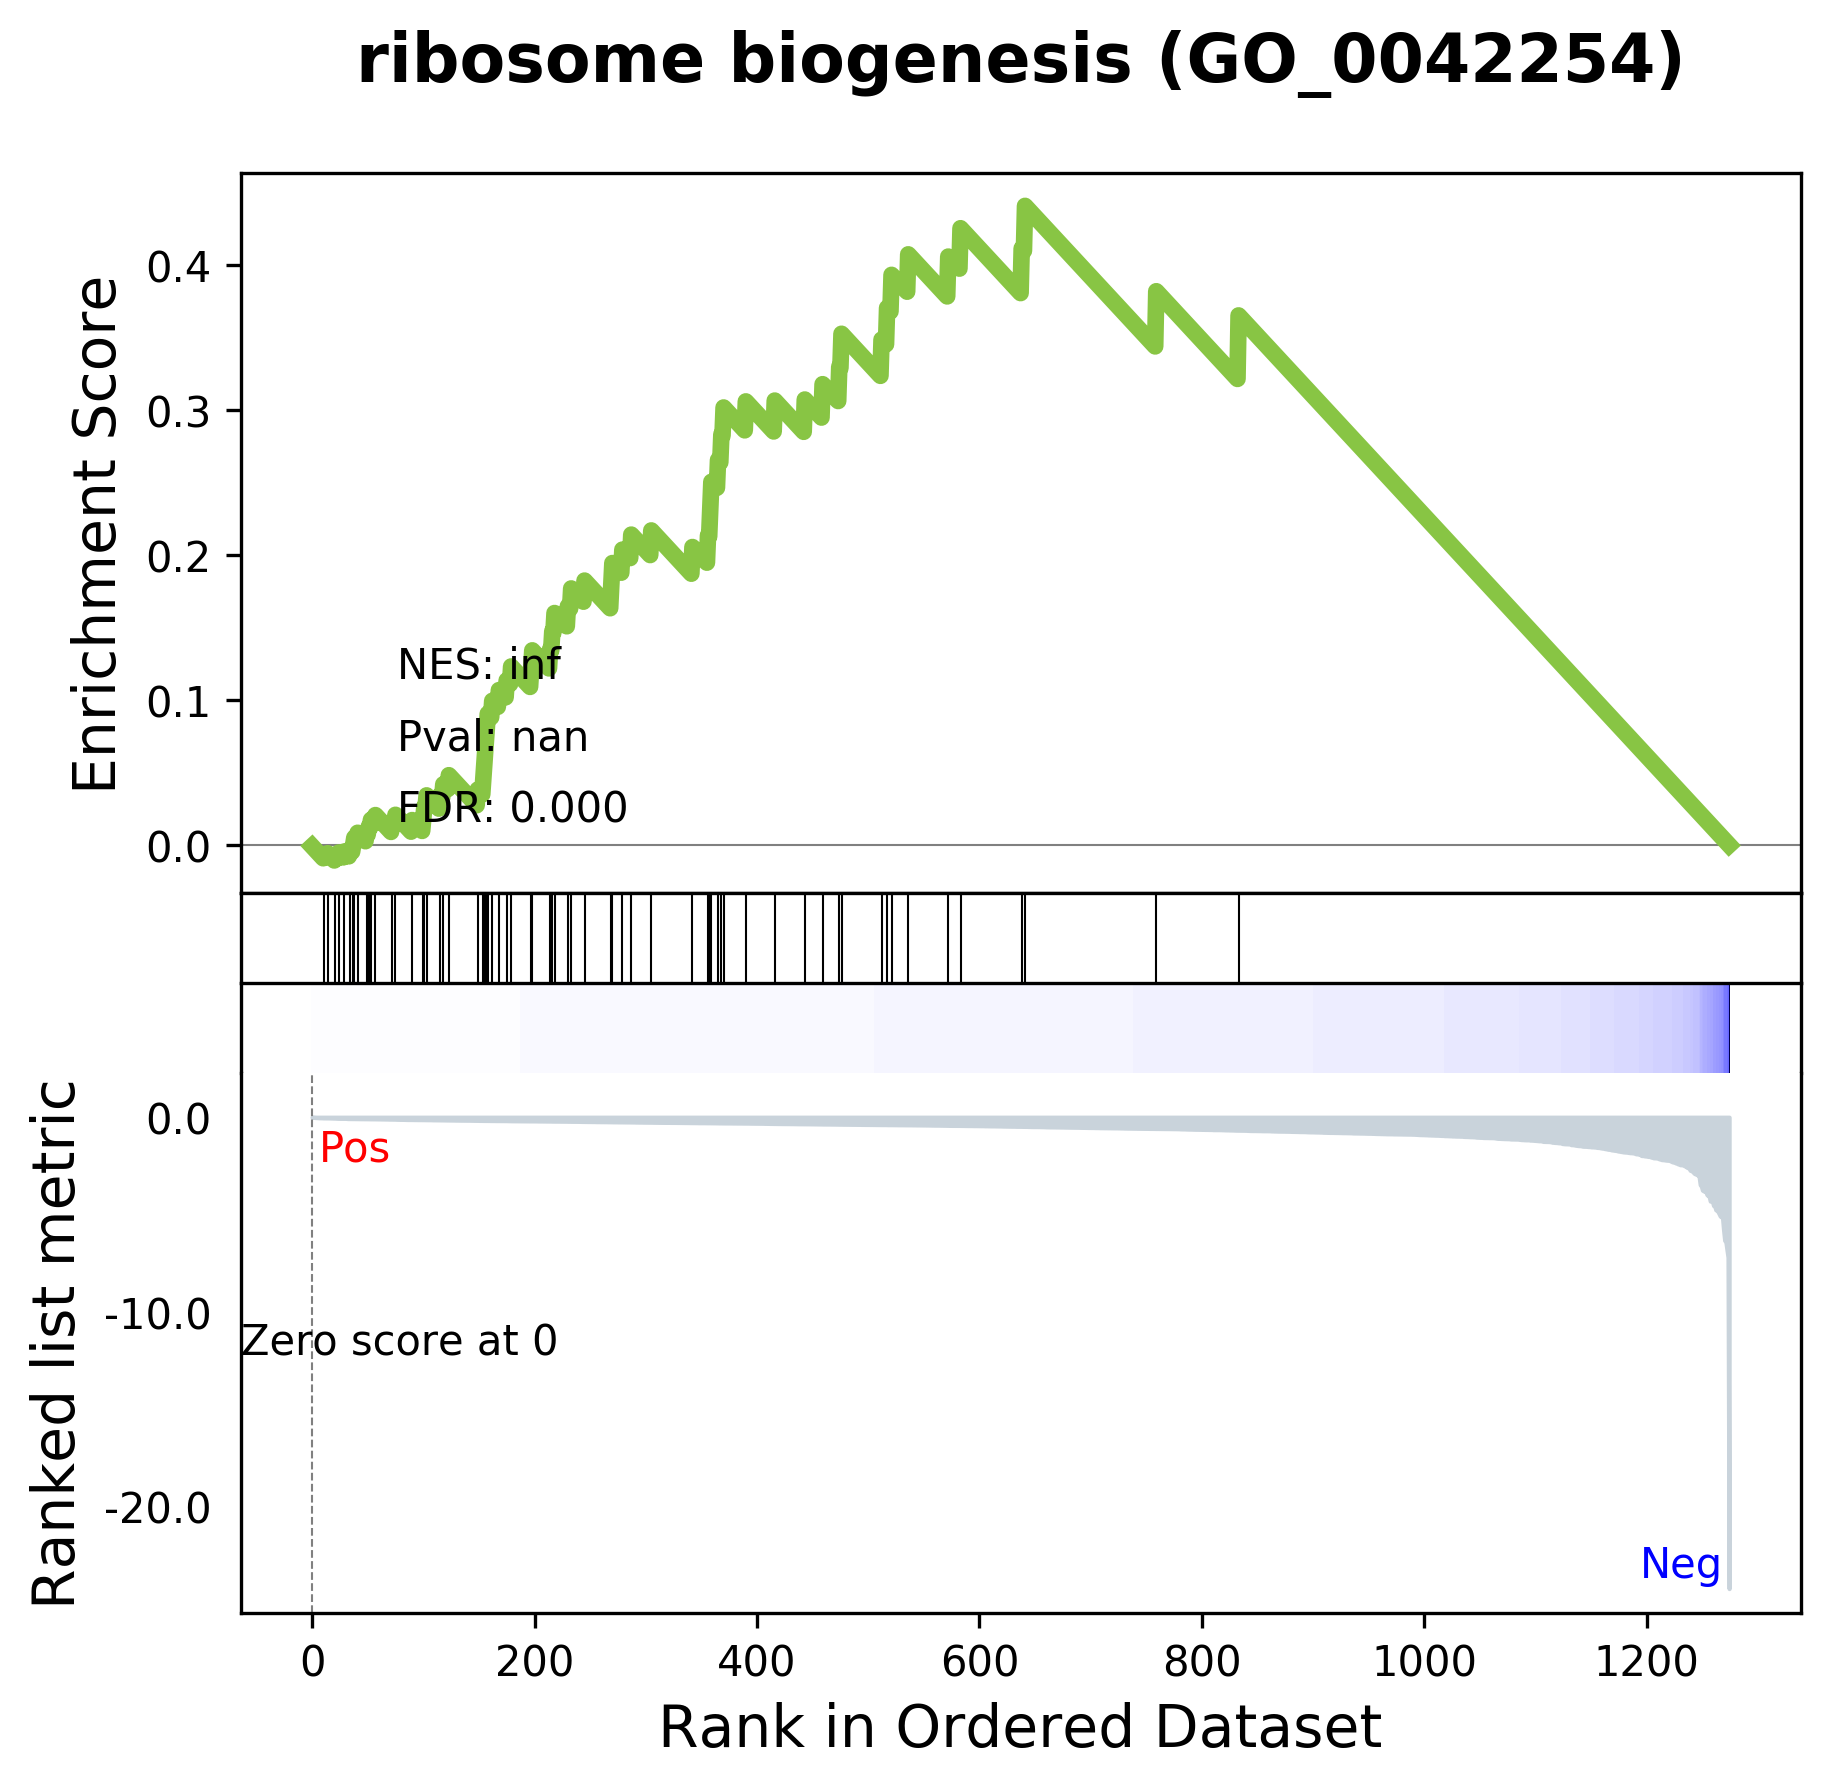 ribosome biogenesis (GO_0042254)
Enrichment Score
0.4
0.3
0.2
0.1
0.0
NES: inf
Pval: nan
FDR: 0.000
Ranked list metric
0.0
-10.0
-20.0
Pos
Zero score at 0
Neg
0 200 400 600 800 1000 1200
Rank in Ordered Dataset